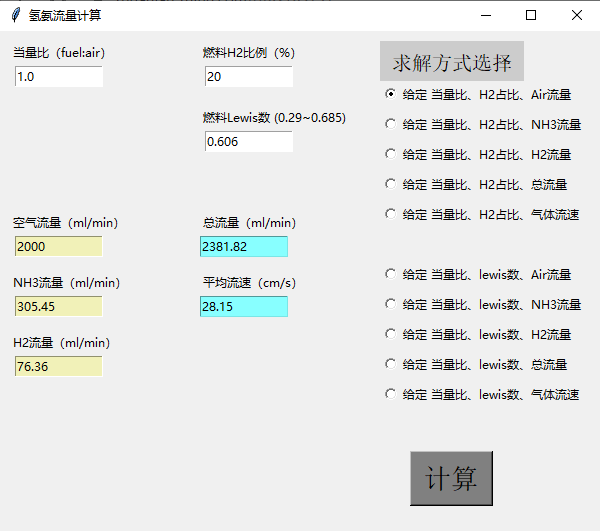 氢氨流量计算
当量比（fuel:air）
1.0
燃料H2比例（%）
20
燃料Lewis数 (0.29~0.685)
0.606
空气流量（ml/min）
2000
总流量（ml/min）
2381.82
NH3流量（ml/min）
305.45
平均流速（cm/s）
28.15
H2流量（ml/min）
76.36
求解方式选择
给定 当量比、H2占比、Air流量
给定 当量比、H2占比、NH3流量
给定 当量比、H2占比、H2流量
给定 当量比、H2占比、总流量
给定 当量比、H2占比、气体流速
给定 当量比、lewis数、Air流量
给定 当量比、lewis数、NH3流量
给定 当量比、lewis数、H2流量
给定 当量比、lewis数、总流量
给定 当量比、lewis数、气体流速
计算